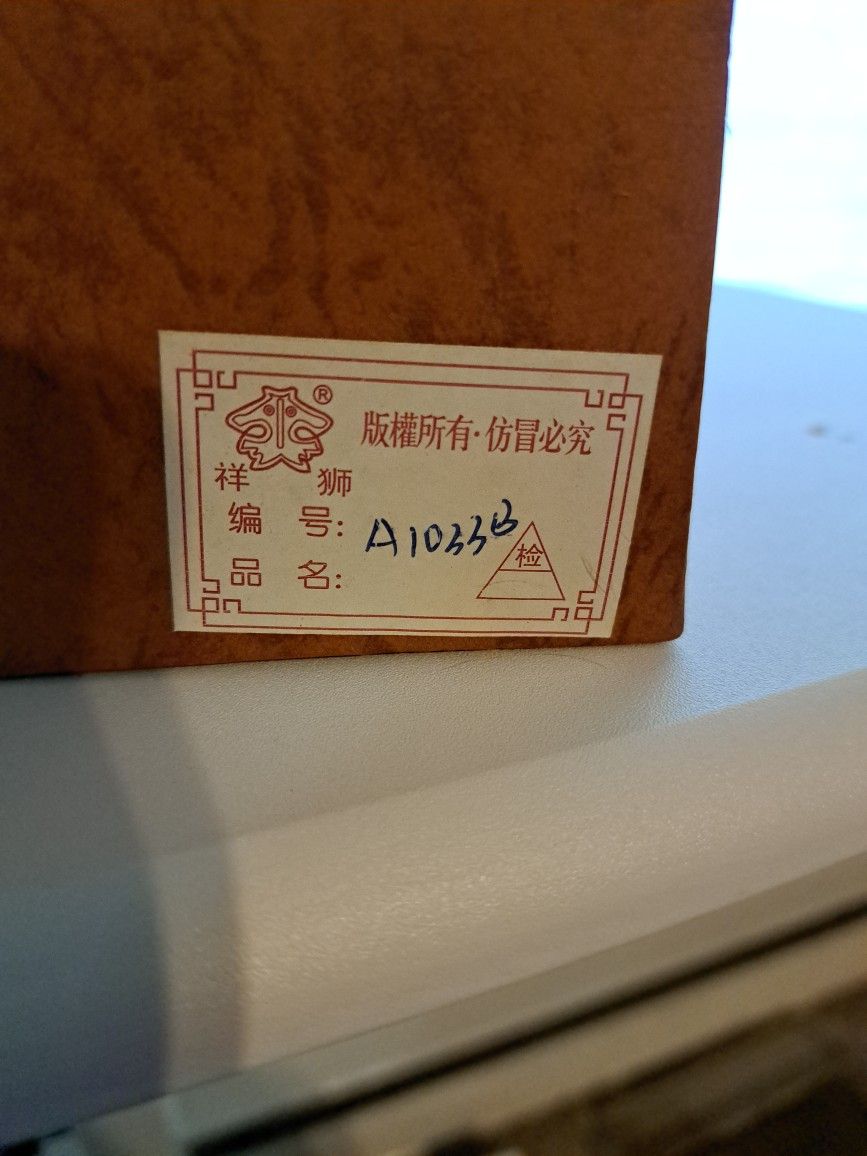 ®
版權所有·仿冒必究
祥 狮
编 号: A1033B
品 名:
检